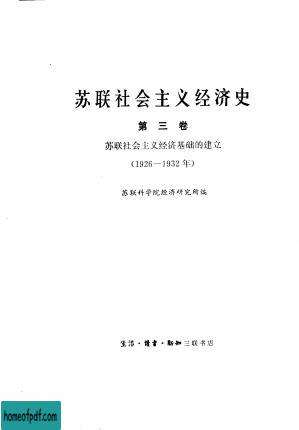 苏联社会主义经济史
第三卷
苏联社会主义经济基础的建立
(1926—1932年)
苏联科学院经济研究所编
生活·读书·新知三联书店
homeofpdf.com